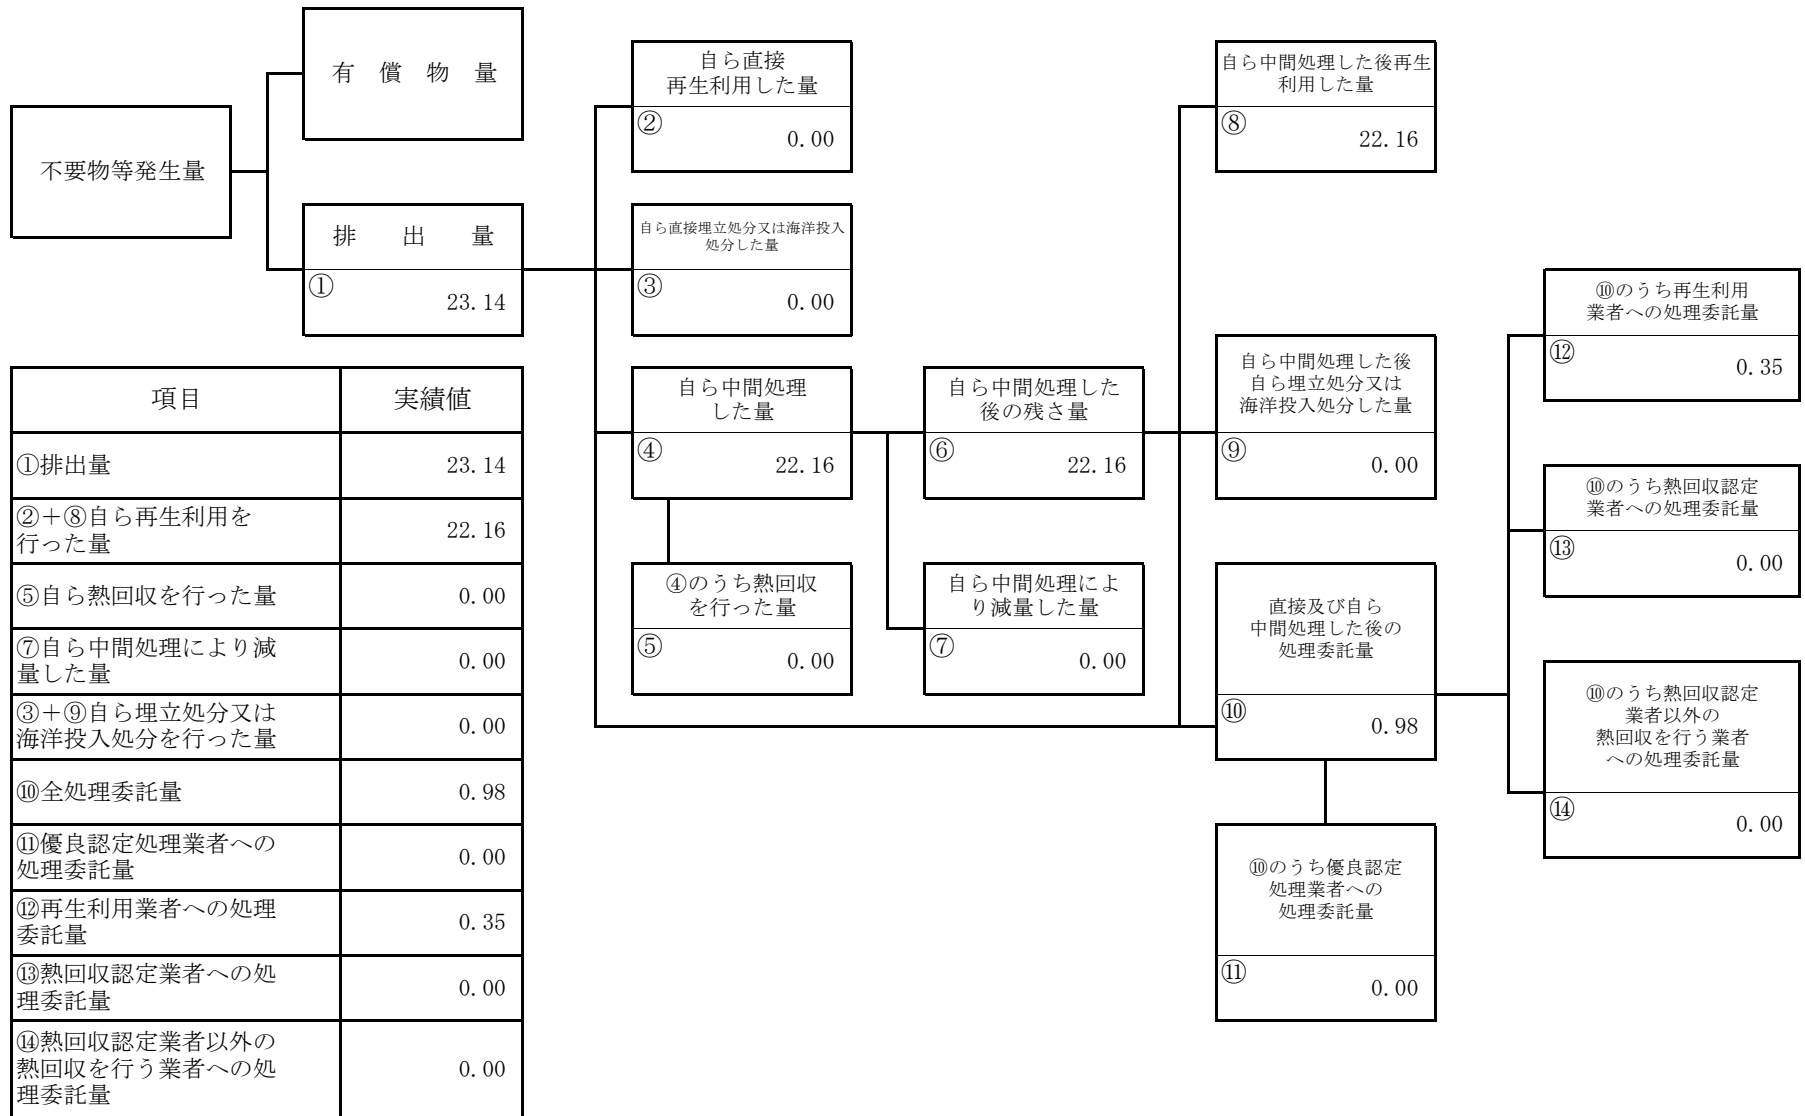 有　償　物　量
不要物等発生量
排　出　量
①
23.14
自ら直接
再生利用した量
②
0.00
自ら直接埋立処分又は海洋投入
処分した量
③
0.00
自ら中間処理
した量
④
22.16
④のうち熱回収
を行った量
⑤
0.00
自ら中間処理した
後の残さ量
⑥
22.16
自ら中間処理によ
り減量した量
⑦
0.00
自ら中間処理した後再生
利用した量
⑧
22.16
自ら中間処理した後
自ら埋立処分又は
海洋投入処分した量
⑨
0.00
直接及び自ら
中間処理した後の
処理委託量
⑩
0.98
⑩のうち優良認定
処理業者への
処理委託量
⑪
0.00
⑩のうち再生利用
業者への処理委託量
⑫
0.35
⑩のうち熱回収認定
業者への処理委託量
⑬
0.00
⑩のうち熱回収認定
業者以外の
熱回収を行う業者
への処理委託量
⑭
0.00
項目 実績値
①排出量 23.14
②＋⑧自ら再生利用を
行った量 22.16
⑤自ら熱回収を行った量 0.00
⑦自ら中間処理により減
量した量 0.00
③＋⑨自ら埋立処分又は
海洋投入処分を行った量 0.00
⑩全処理委託量 0.98
⑪優良認定処理業者への
処理委託量 0.00
⑫再生利用業者への処理
委託量 0.35
⑬熱回収認定業者への処
理委託量 0.00
⑭熱回収認定業者以外の
熱回収を行う業者への処
理委託量 0.00